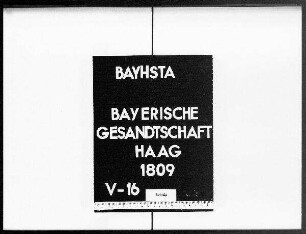 BAYHSTA
BAYERISCHE
GESANDTSCHAFT
HAAG
1809
V-16